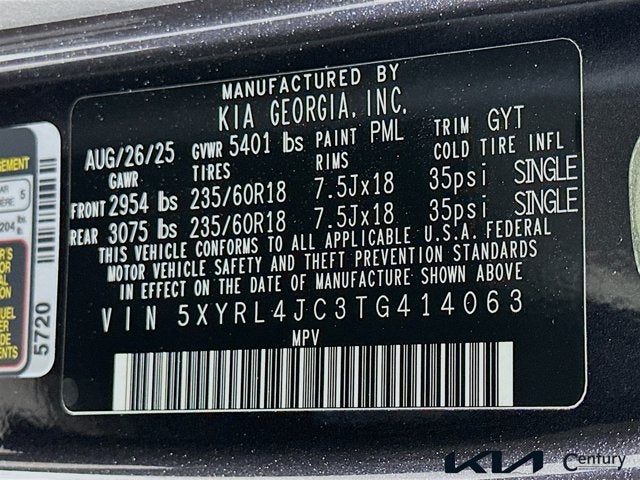 MANUFACTURED BY
KIA GEORGIA, INC.
AUG/26/25 GVWR 5401 lbs PAINT PML TRIM GYT
GAWR TIRES RIMS COLD TIRE INFL
FRONT 2954 lbs 235/60R18 7.5Jx18 35psi SINGLE
REAR 3075 lbs 235/60R18 7.5Jx18 35psi SINGLE
THIS VEHICLE CONFORMS TO ALL APPLICABLE U.S.A. FEDERAL
MOTOR VEHICLE SAFETY AND THEFT PREVENTION STANDARDS
IN EFFECT ON THE DATE OF MANUFACTURE SHOWN ABOVE
VIN 5XYRL4JC3TG414063
MPV
5720
5
204
KIA Century